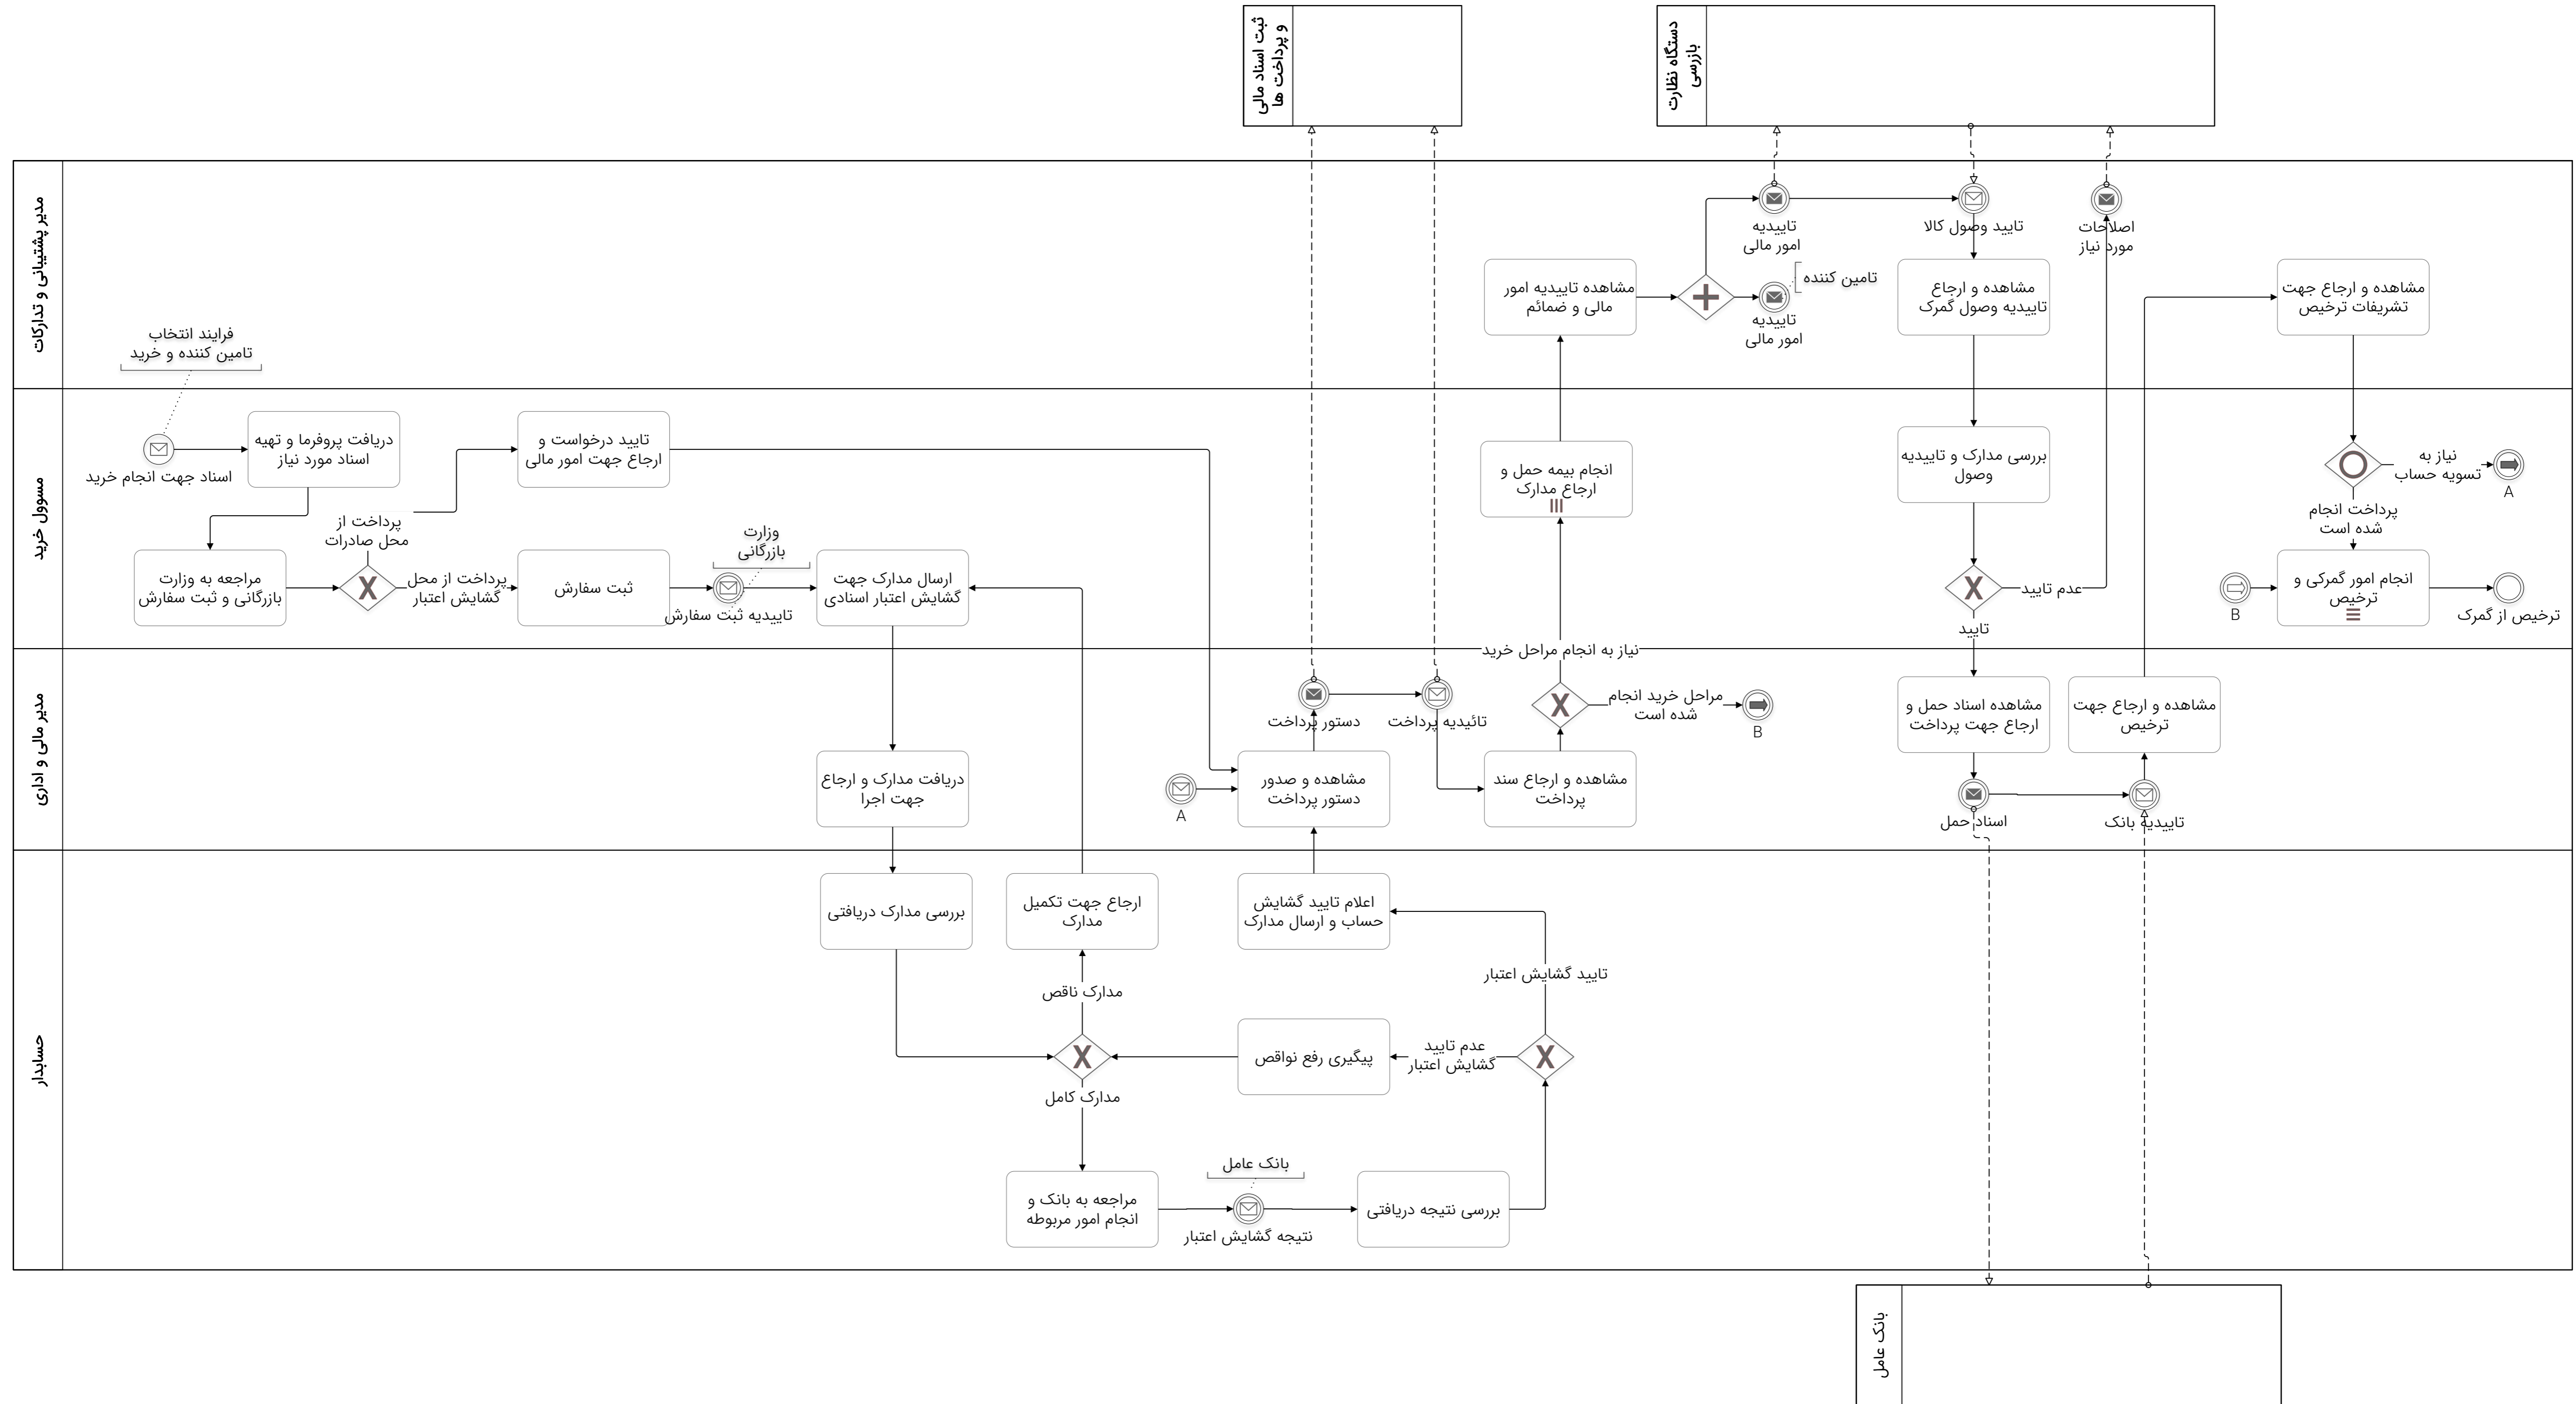 ثبت اسناد مالی
و پرداخت ها
دستگاه نظارت
بازرسی
مدیر پشتیبانی و تدارکات
فرایند انتخاب
تامین کننده و خرید
مشاهده تاییدیه امور
مالی و ضمائم
تاییدیه
امور مالی
تامین کننده
تاییدیه
امور مالی
تایید وصول کالا
اصلاحات
مورد نیاز
مشاهده و ارجاع
تاییدیه وصول گمرک
مشاهده و ارجاع جهت
تشریفات ترخیص
مسوول خرید
اسناد جهت انجام خرید
دریافت پروفرما و تهیه
اسناد مورد نیاز
تایید درخواست و
ارجاع جهت امور مالی
مراجعه به وزارت
بازرگانی و ثبت سفارش
پرداخت از
محل صادرات
پرداخت از محل
گشایش اعتبار
ثبت سفارش
وزارت
بازرگانی
تاییدیه ثبت سفارش
ارسال مدارک جهت
گشایش اعتبار اسنادی
انجام بیمه حمل و
ارجاع مدارک
بررسی مدارک و تاییدیه
وصول
عدم تایید
تایید
نیاز به
تسویه حساب
A
پرداخت انجام
شده است
B
انجام امور گمرکی و
ترخیص
ترخیص از گمرک
مدیر مالی و اداری
نیاز به انجام مراحل خرید
مراحل خرید انجام
شده است
B
دستور پرداخت
تائیدیه پرداخت
دریافت مدارک و ارجاع
جهت اجرا
A
مشاهده و صدور
دستور پرداخت
مشاهده و ارجاع سند
پرداخت
مشاهده اسناد حمل و
ارجاع جهت پرداخت
مشاهده و ارجاع جهت
ترخیص
اسناد حمل
تاییدیه بانک
حسابدار
بررسی مدارک دریافتی
ارجاع جهت تکمیل
مدارک
اعلام تایید گشایش
حساب و ارسال مدارک
مدارک ناقص
تایید گشایش اعتبار
پیگیری رفع نواقص
عدم تایید
گشایش اعتبار
مدارک کامل
مراجعه به بانک و
انجام امور مربوطه
بانک عامل
نتیجه گشایش اعتبار
بررسی نتیجه دریافتی
بانک عامل